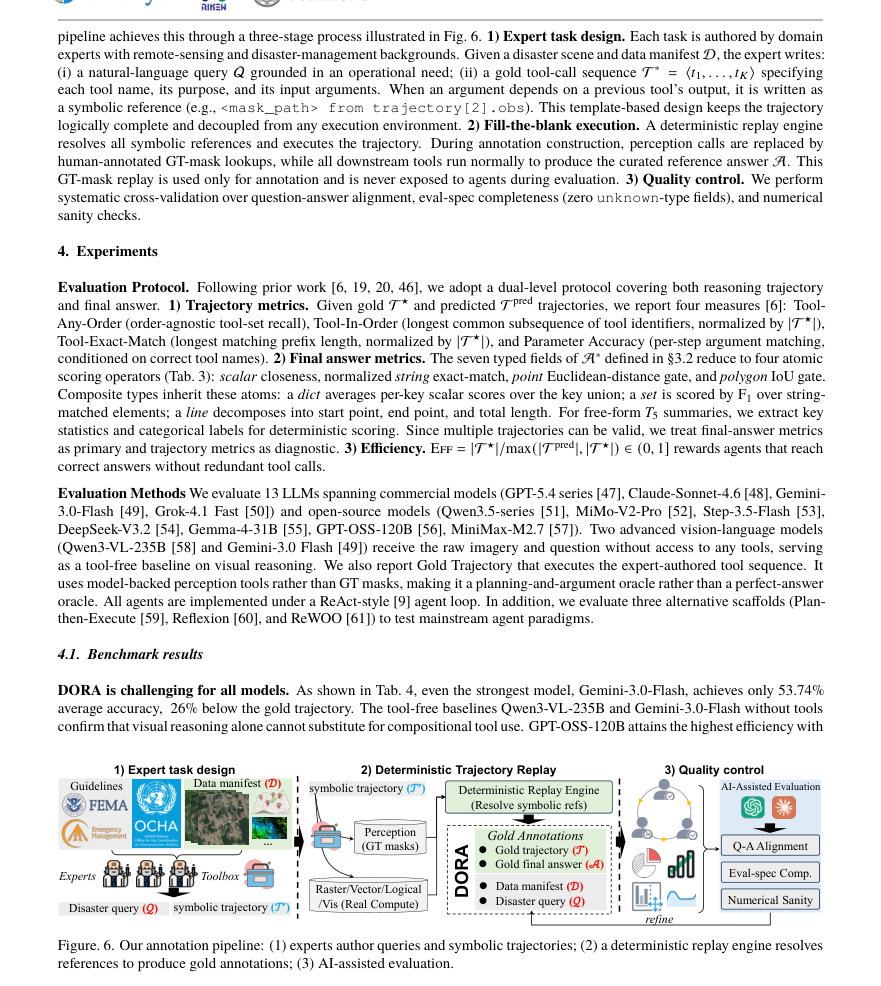 RIKEN
pipeline achieves this through a three-stage process illustrated in Fig. 6. 1) Expert task design. Each task is authored by domain
experts with remote-sensing and disaster-management backgrounds. Given a disaster scene and data manifest D, the expert writes:
(i) a natural-language query Q grounded in an operational need; (ii) a gold tool-call sequence T* = ⟨t1, . . . , tK⟩ specifying
each tool name, its purpose, and its input arguments. When an argument depends on a previous tool's output, it is written as
a symbolic reference (e.g., <mask_path> from trajectory[2].obs). This template-based design keeps the trajectory
logically complete and decoupled from any execution environment. 2) Fill-the-blank execution. A deterministic replay engine
resolves all symbolic references and executes the trajectory. During annotation construction, perception calls are replaced by
human-annotated GT-mask lookups, while all downstream tools run normally to produce the curated reference answer A. This
GT-mask replay is used only for annotation and is never exposed to agents during evaluation. 3) Quality control. We perform
systematic cross-validation over question-answer alignment, eval-spec completeness (zero unknown-type fields), and numerical
sanity checks.
4. Experiments
Evaluation Protocol. Following prior work [6, 19, 20, 46], we adopt a dual-level protocol covering both reasoning trajectory
and final answer. 1) Trajectory metrics. Given gold T★ and predicted Tpred trajectories, we report four measures [6]: Tool-
Any-Order (order-agnostic tool-set recall), Tool-In-Order (longest common subsequence of tool identifiers, normalized by |T★|),
Tool-Exact-Match (longest matching prefix length, normalized by |T★|), and Parameter Accuracy (per-step argument matching,
conditioned on correct tool names). 2) Final answer metrics. The seven typed fields of A* defined in §3.2 reduce to four atomic
scoring operators (Tab. 3): scalar closeness, normalized string exact-match, point Euclidean-distance gate, and polygon IoU gate.
Composite types inherit these atoms: a dict averages per-key scalar scores over the key union; a set is scored by F1 over string-
matched elements; a line decomposes into start point, end point, and total length. For free-form T5 summaries, we extract key
statistics and categorical labels for deterministic scoring. Since multiple trajectories can be valid, we treat final-answer metrics
as primary and trajectory metrics as diagnostic. 3) Efficiency. EFF = |T★|/max(|Tpred|, |T★|) ∈ (0, 1] rewards agents that reach
correct answers without redundant tool calls.
Evaluation Methods We evaluate 13 LLMs spanning commercial models (GPT-5.4 series [47], Claude-Sonnet-4.6 [48], Gemini-
3.0-Flash [49], Grok-4.1 Fast [50]) and open-source models (Qwen3.5-series [51], MiMo-V2-Pro [52], Step-3.5-Flash [53],
DeepSeek-V3.2 [54], Gemma-4-31B [55], GPT-OSS-120B [56], MiniMax-M2.7 [57]). Two advanced vision-language models
(Qwen3-VL-235B [58] and Gemini-3.0 Flash [49]) receive the raw imagery and question without access to any tools, serving
as a tool-free baseline on visual reasoning. We also report Gold Trajectory that executes the expert-authored tool sequence. It
uses model-backed perception tools rather than GT masks, making it a planning-and-argument oracle rather than a perfect-answer
oracle. All agents are implemented under a ReAct-style [9] agent loop. In addition, we evaluate three alternative scaffolds (Plan-
then-Execute [59], Reflexion [60], and ReWOO [61]) to test mainstream agent paradigms.
4.1. Benchmark results
DORA is challenging for all models. As shown in Tab. 4, even the strongest model, Gemini-3.0-Flash, achieves only 53.74%
average accuracy, 26% below the gold trajectory. The tool-free baselines Qwen3-VL-235B and Gemini-3.0-Flash without tools
confirm that visual reasoning alone cannot substitute for compositional tool use. GPT-OSS-120B attains the highest efficiency with
1) Expert task design
Guidelines
Data manifest (D)
FEMA
Emergency
Management
OCHA
...
Experts
Toolbox
Disaster query (Q)
symbolic trajectory (T*)
2) Deterministic Trajectory Replay
symbolic trajectory (T*)
Deterministic Replay Engine
(Resolve symbolic refs)
Perception
(GT masks)
Raster/Vector/Logical
/Vis (Real Compute)
DORA
Gold Annotations
Gold trajectory (T)
Gold final answer (A)
Data manifest (D)
Disaster query (Q)
3) Quality control
AI-Assisted Evaluation
Q-A Alignment
Eval-spec Comp.
Numerical Sanity
refine
Figure. 6. Our annotation pipeline: (1) experts author queries and symbolic trajectories; (2) a deterministic replay engine resolves
references to produce gold annotations; (3) AI-assisted evaluation.